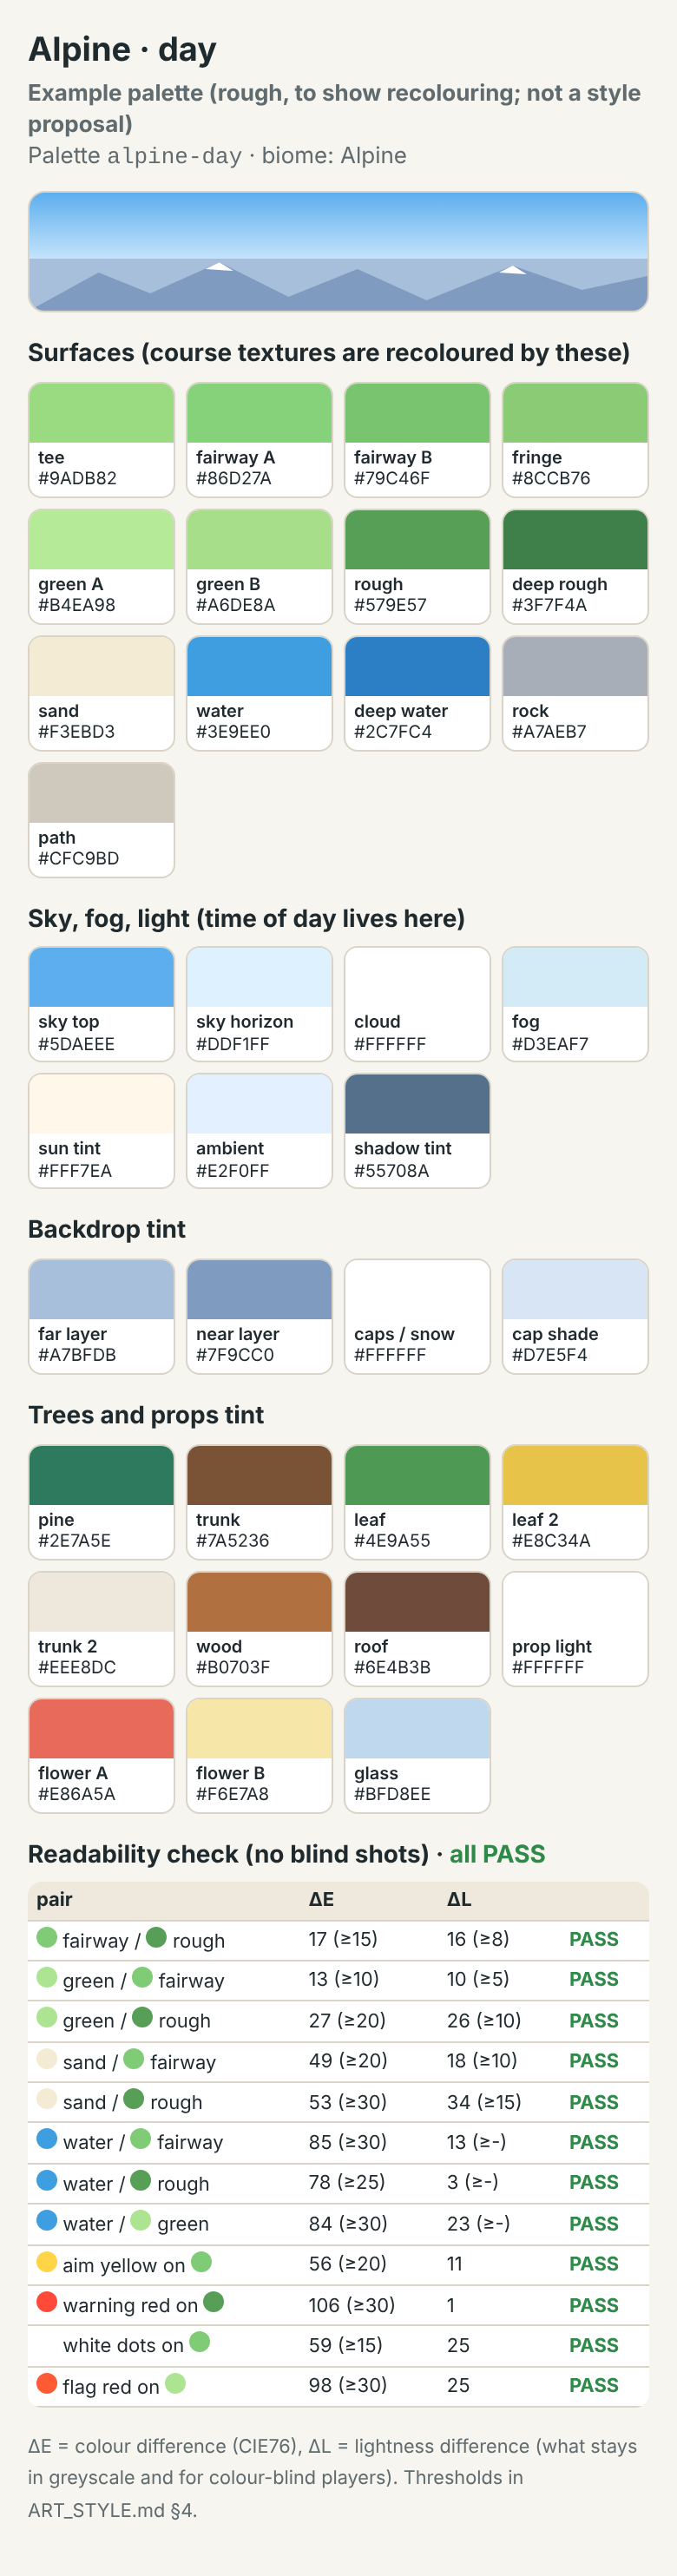 Alpine · day
Example palette (rough, to show recolouring; not a style
proposal)
Palette alpine-day · biome: Alpine
Surfaces (course textures are recoloured by these)
tee
#9ADB82
fairway A
#86D27A
fairway B
#79C46F
fringe
#8CCB76
green A
#B4EA98
green B
#A6DE8A
rough
#579E57
deep rough
#3F7F4A
sand
#F3EBD3
water
#3E9EE0
deep water
#2C7FC4
rock
#A7AEB7
path
#CFC9BD
Sky, fog, light (time of day lives here)
sky top
#5DAEEE
sky horizon
#DDF1FF
cloud
#FFFFFF
fog
#D3EAF7
sun tint
#FFF7EA
ambient
#E2F0FF
shadow tint
#55708A
Backdrop tint
far layer
#A7BFDB
near layer
#7F9CC0
caps / snow
#FFFFFF
cap shade
#D7E5F4
Trees and props tint
pine
#2E7A5E
trunk
#7A5236
leaf
#4E9A55
leaf 2
#E8C34A
trunk 2
#EEE8DC
wood
#B0703F
roof
#6E4B3B
prop light
#FFFFFF
flower A
#E86A5A
flower B
#F6E7A8
glass
#BFD8EE
Readability check (no blind shots) · all PASS
pair ΔE ΔL
fairway / rough 17 (≥15) 16 (≥8) PASS
green / fairway 13 (≥10) 10 (≥5) PASS
green / rough 27 (≥20) 26 (≥10) PASS
sand / fairway 49 (≥20) 18 (≥10) PASS
sand / rough 53 (≥30) 34 (≥15) PASS
water / fairway 85 (≥30) 13 (≥-) PASS
water / rough 78 (≥25) 3 (≥-) PASS
water / green 84 (≥30) 23 (≥-) PASS
aim yellow on 56 (≥20) 11 PASS
warning red on 106 (≥30) 1 PASS
white dots on 59 (≥15) 25 PASS
flag red on 98 (≥30) 25 PASS
ΔE = colour difference (CIE76), ΔL = lightness difference (what stays
in greyscale and for colour-blind players). Thresholds in
ART_STYLE.md §4.